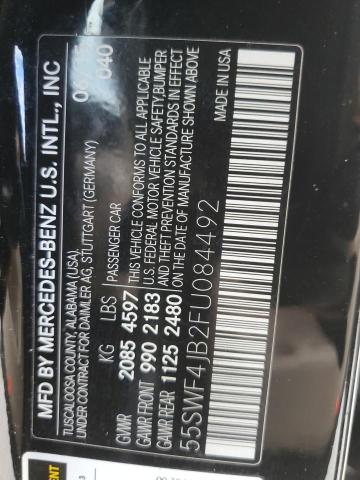 MFD BY MERCEDES-BENZ U.S. INTL., INC
TUSCALOOSA COUNTY, ALABAMA (USA)
UNDER CONTRACT FOR DAIMLER AG, STUTTGART (GERMANY)
040
KG LBS PASSENGER CAR
GVWR 2085 4597
GAWR FRONT 990 2183
GAWR REAR 1125 2480
THIS VEHICLE CONFORMS TO ALL APPLICABLE
U.S. FEDERAL MOTOR VEHICLE SAFETY, BUMPER
AND THEFT PREVENTION STANDARDS IN EFFECT
ON THE DATE OF MANUFACTURE SHOWN ABOVE
55SWF4JB2FU084492
MADE IN USA